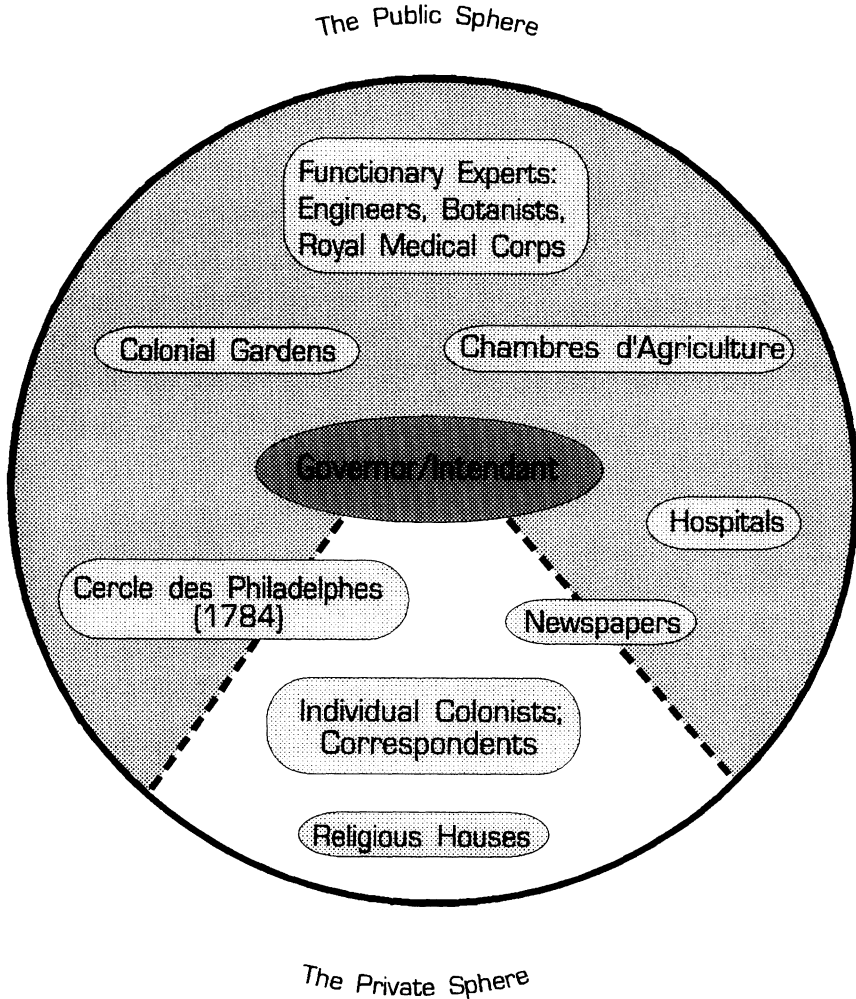 The Public Sphere
Functionary Experts:
Engineers, Botanists,
Royal Medical Corps
Colonial Gardens
Chambres d'Agriculture
Governor/Intendant
Hospitals
Cercle des Philadelphes
(1784)
Newspapers
Individual Colonists;
Correspondents
Religious Houses
The Private Sphere